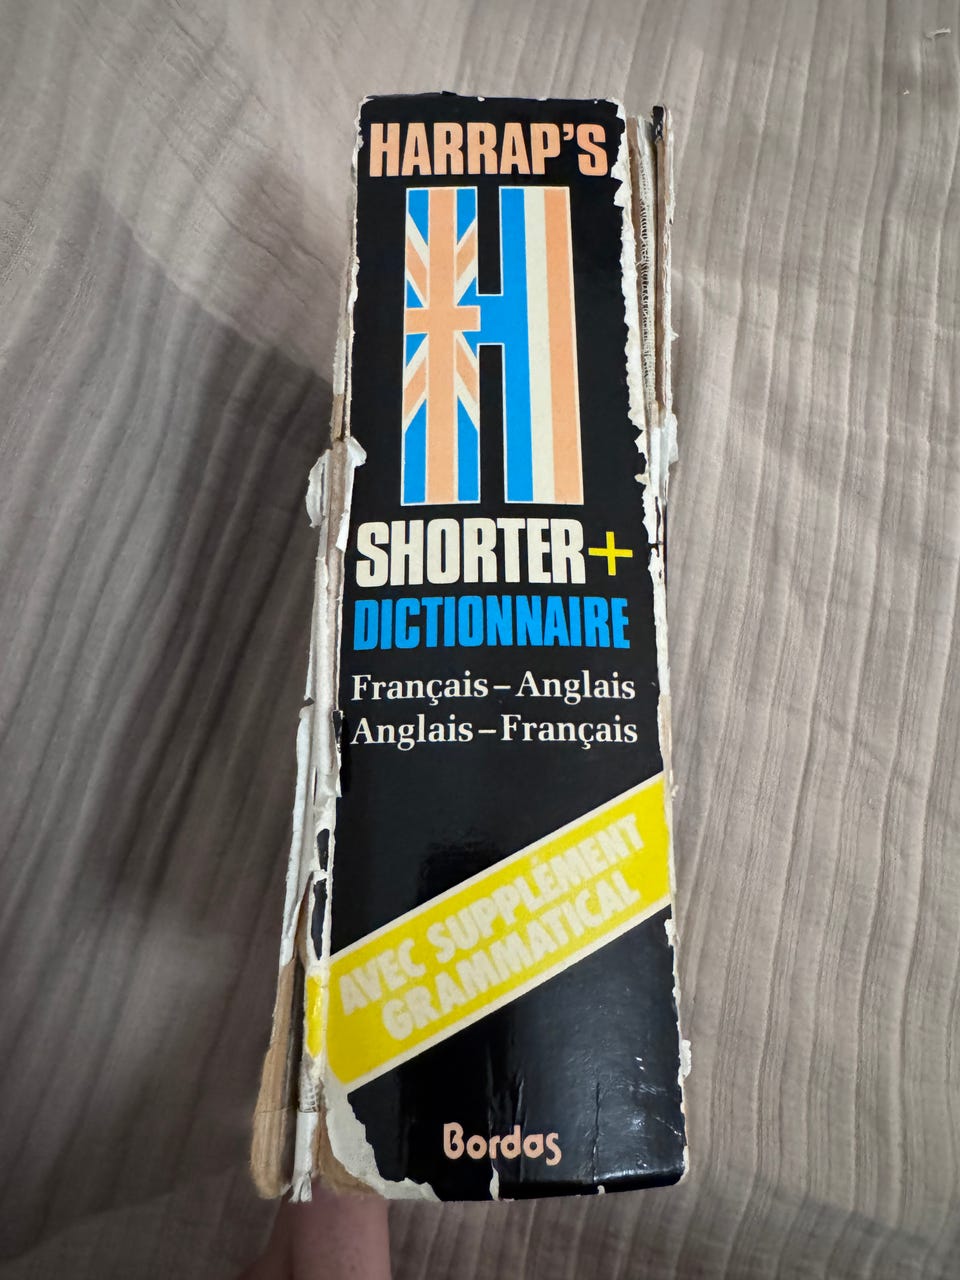 HARRAP'S
H
SHORTER+
DICTIONNAIRE
Français – Anglais
Anglais – Français
AVEC SUPPLÉMENT
GRAMMATICAL
Bordas